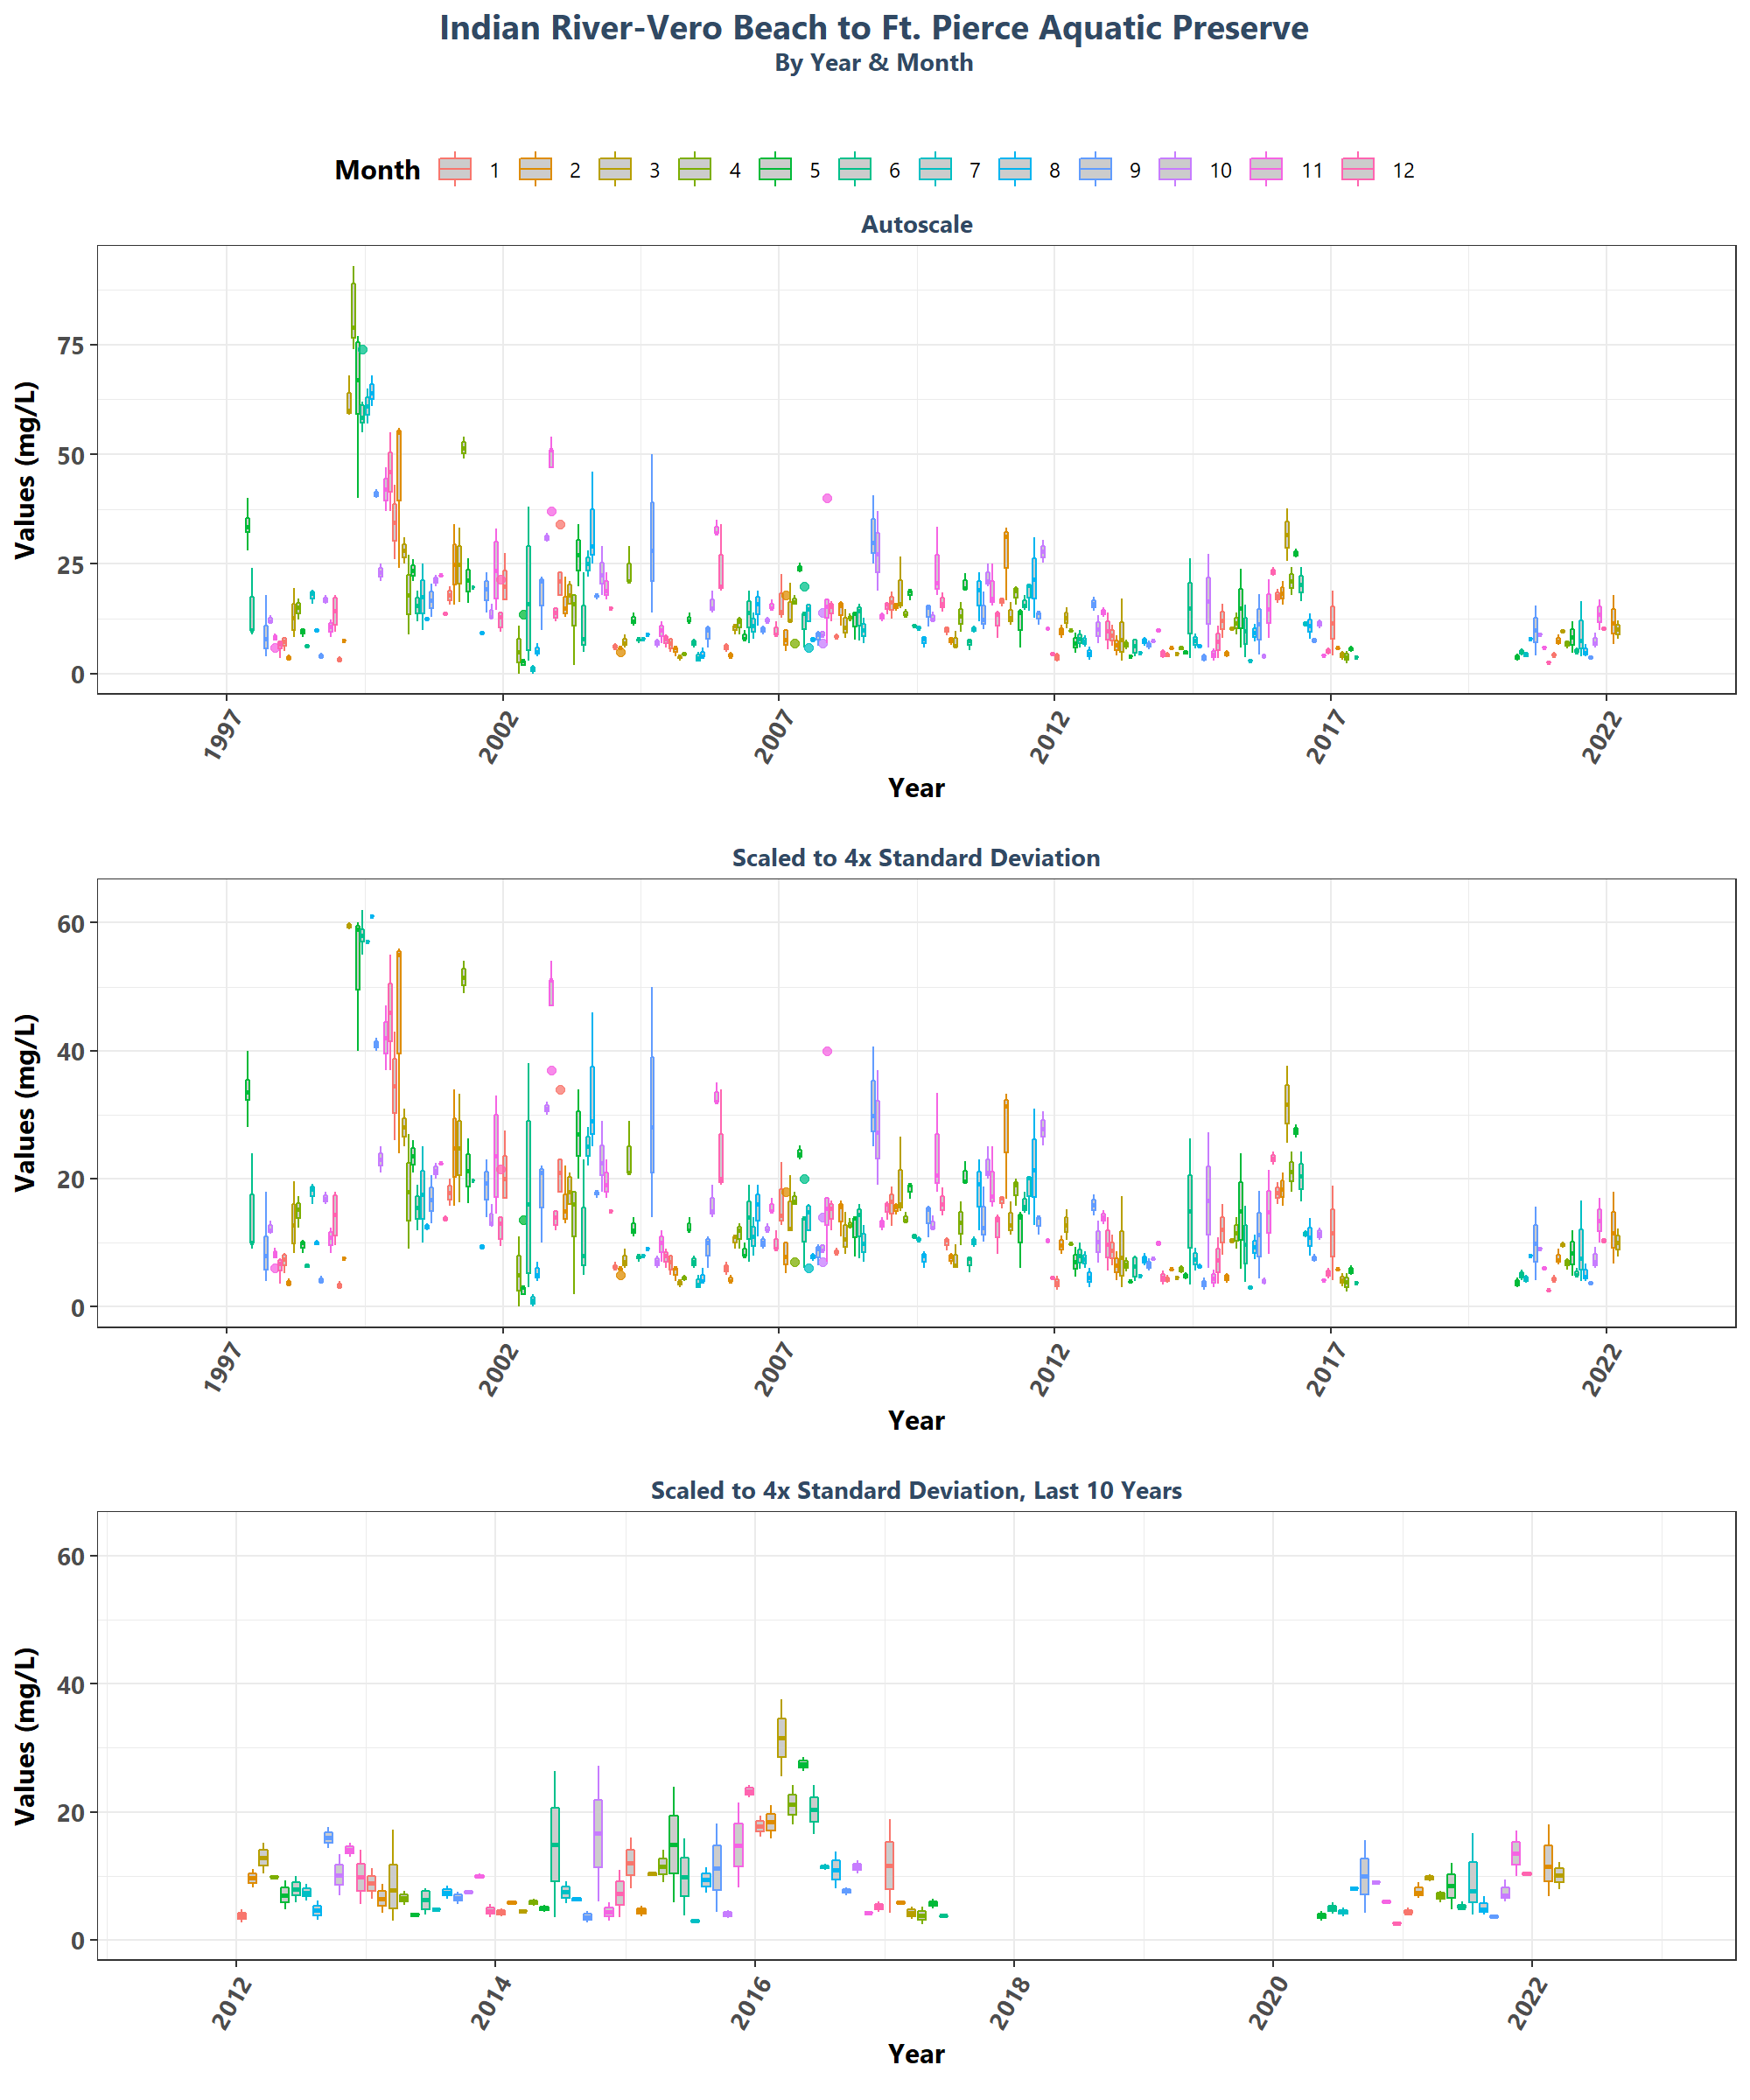 Indian River-Vero Beach to Ft. Pierce Aquatic Preserve
By Year & Month
Month 1 2 3 4 5 6 7 8 9 10 11 12
Autoscale
Values (mg/L)
75
50
25
0
1997 2002 2007 2012 2017 2022
Year
Scaled to 4x Standard Deviation
Values (mg/L)
60
40
20
0
1997 2002 2007 2012 2017 2022
Year
Scaled to 4x Standard Deviation, Last 10 Years
Values (mg/L)
60
40
20
0
2012 2014 2016 2018 2020 2022
Year